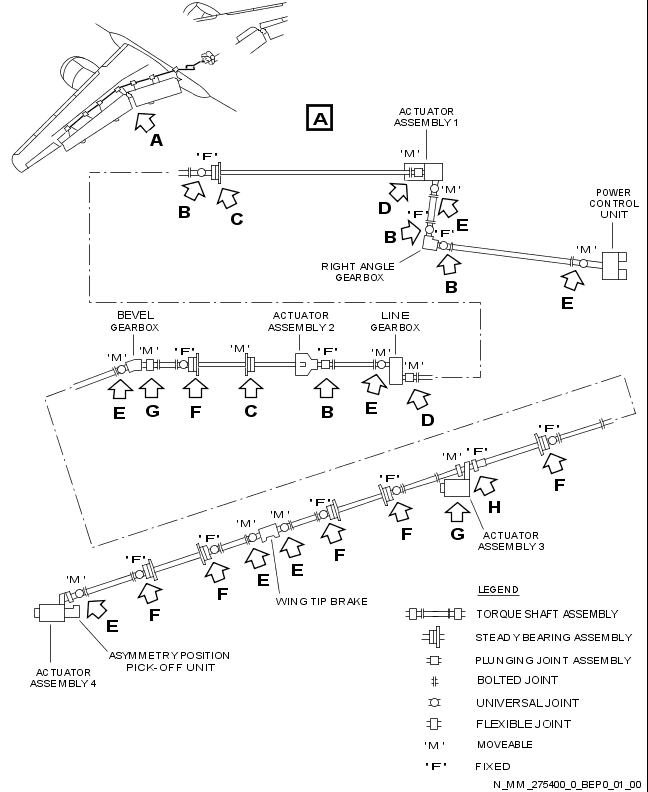 A
A
ACTUATOR
ASSEMBLY 1
'F'
'M'
B
C
D
'M'
E
'F'
B
'F'
B
RIGHT ANGLE
GEARBOX
POWER
CONTROL
UNIT
'M'
E
BEVEL
GEARBOX
ACTUATOR
ASSEMBLY 2
LINE
GEARBOX
'M'
'M'
'F'
'M'
'F'
'M'
'M'
E
G
F
C
B
E
D
'F'
F
'M'
'F'
H
G
ACTUATOR
ASSEMBLY 3
'F'
F
'F'
F
'M'
E
'M'
E
WING TIP BRAKE
'F'
F
'F'
F
'M'
E
ASYMMETRY POSITION
PICK-OFF UNIT
ACTUATOR
ASSEMBLY 4
LEGEND
TORQUE SHAFT ASSEMBLY
STEADY BEARING ASSEMBLY
PLUNGING JOINT ASSEMBLY
BOLTED JOINT
UNIVERSAL JOINT
FLEXIBLE JOINT
'M' MOVEABLE
'F' FIXED
N_MM_275400_0_BEP0_01_00